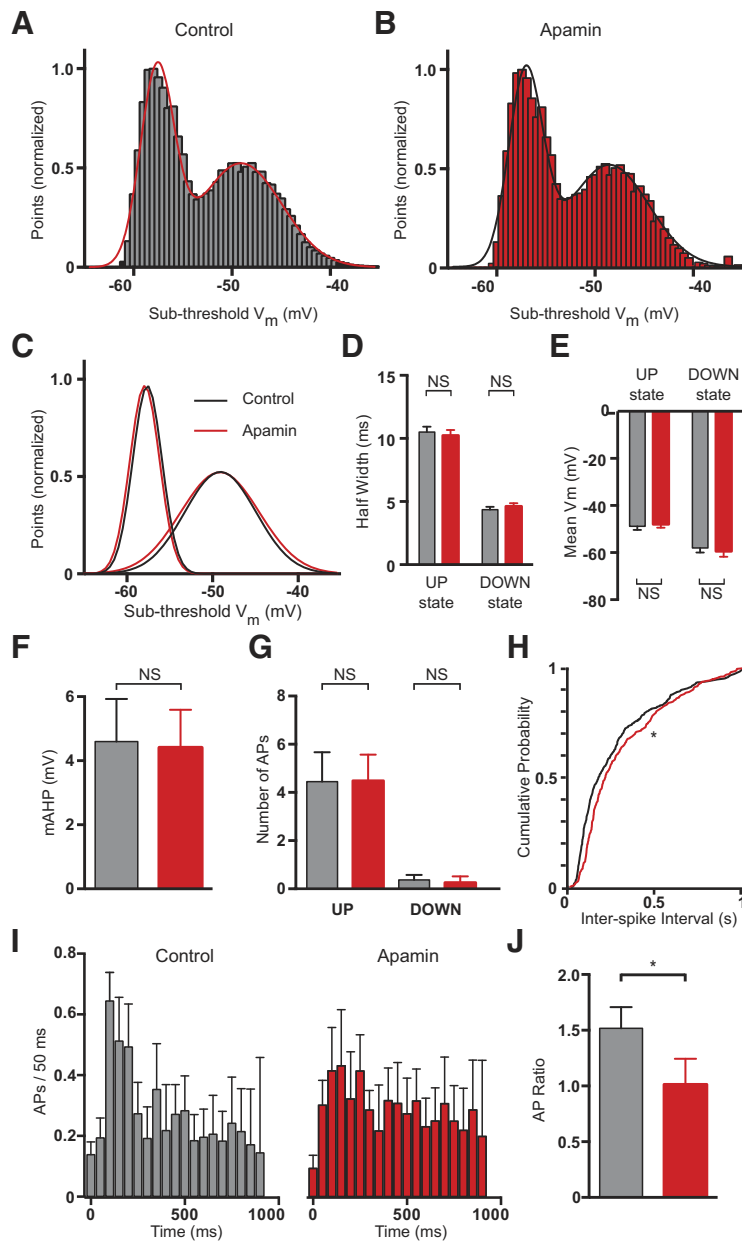 A
Control
Points (normalized)
1.0
0.5
0
-60
-50
-40
Sub-threshold Vm (mV)
B
Apamin
Points (normalized)
1.0
0.5
0
-60
-50
-40
Sub-threshold Vm (mV)
C
Points (normalized)
1.0
0.5
0
Control
Apamin
-60
-50
-40
Sub-threshold Vm (mV)
D
Half Width (ms)
15
10
5
0
NS
NS
UP state
DOWN state
E
UP state
DOWN state
Mean Vm (mV)
0
-20
-40
-60
-80
NS
NS
F
mAHP (mV)
6
4
2
0
NS
G
Number of APs
8
6
4
2
0
NS
NS
UP
DOWN
H
Cumulative Probability
1
0.5
0
*
0
0.5
1
Inter-spike Interval (s)
I
Control
APs / 50 ms
0.8
0.6
0.4
0.2
0
0
500
1000
Time (ms)
Apamin
0
500
1000
Time (ms)
J
AP Ratio
2.0
1.5
1.0
0.5
0
*